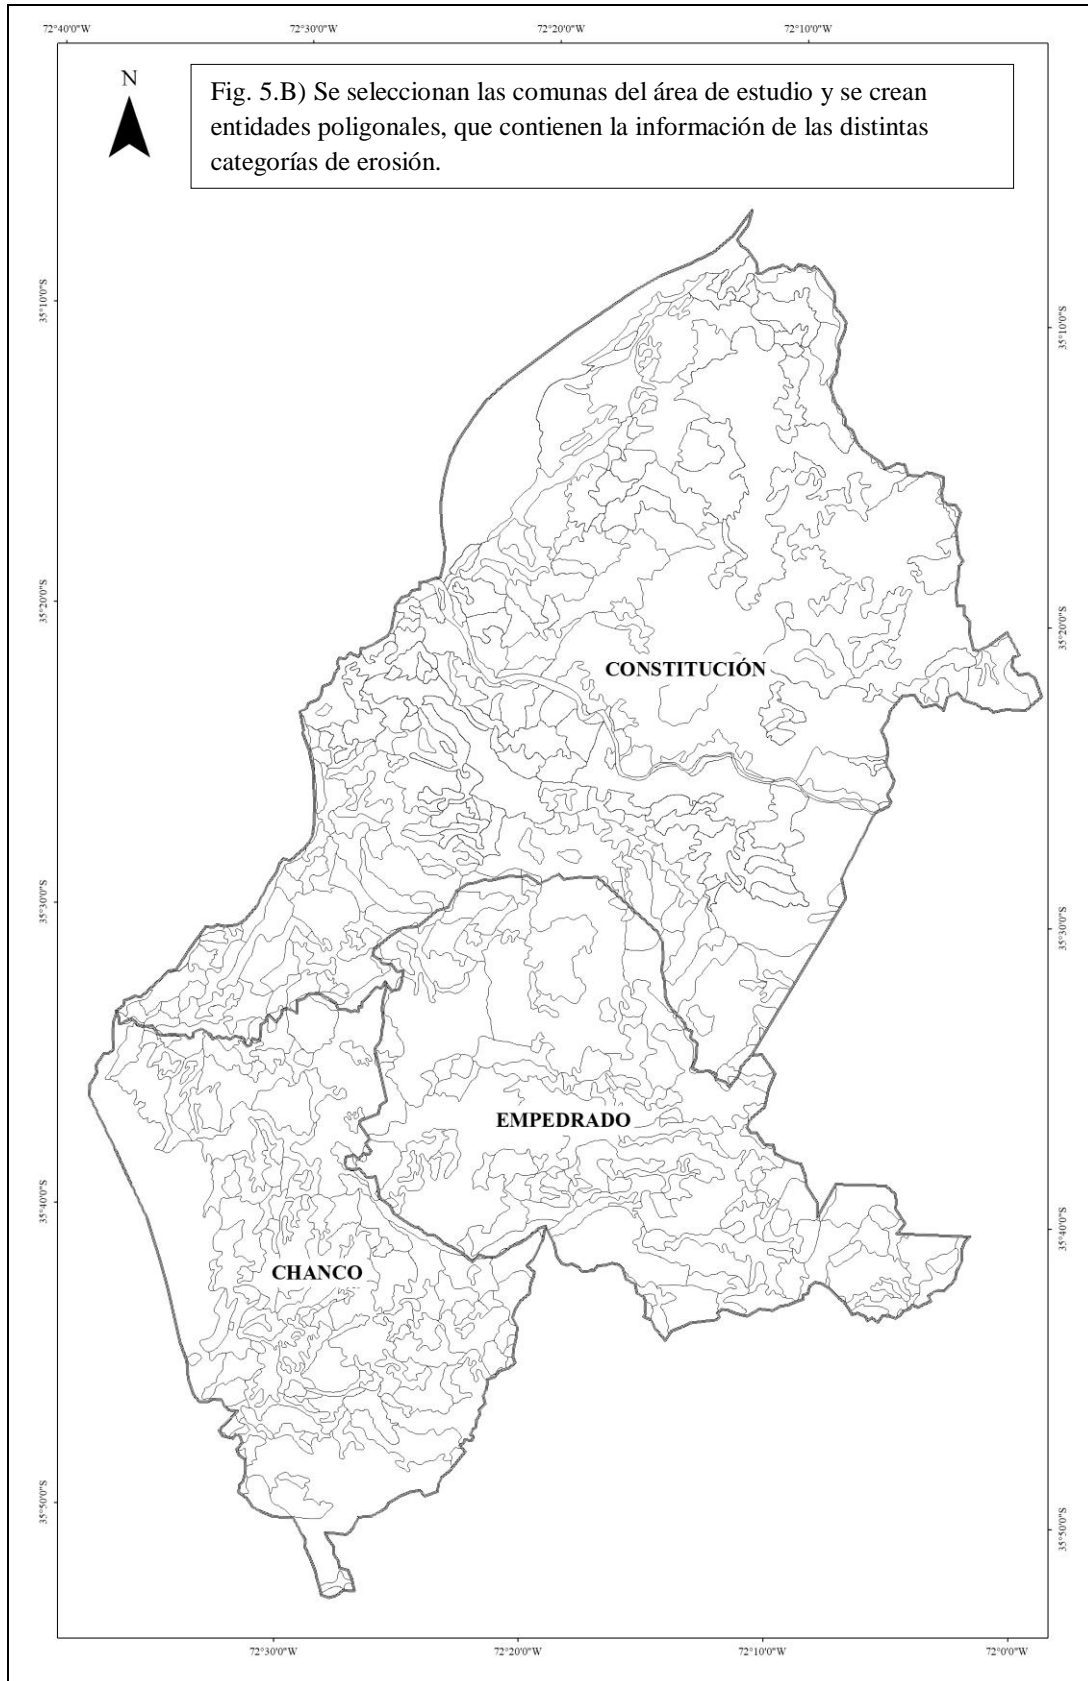 72°40'0"W
72°30'0"W
72°20'0"W
72°10'0"W
N
Fig. 5.B) Se seleccionan las comunas del área de estudio y se crean
entidades poligonales, que contienen la información de las distintas
categorías de erosión.
35°10'0"S
35°10'0"S
35°20'0"S
35°20'0"S
CONSTITUCIÓN
35°30'0"S
35°30'0"S
EMPEDRADO
35°40'0"S
35°40'0"S
CHANCO
35°50'0"S
35°50'0"S
72°30'0"W
72°20'0"W
72°10'0"W
72°0'0"W